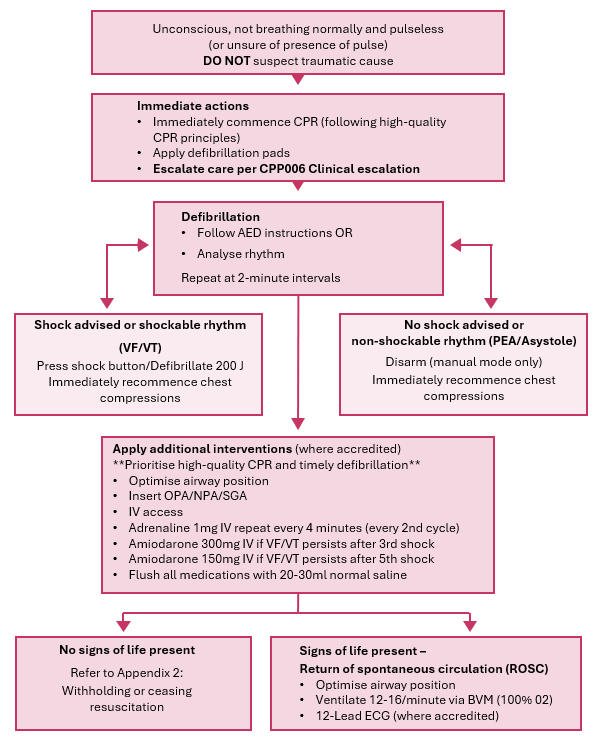 Unconscious, not breathing normally and pulseless
(or unsure of presence of pulse)
DO NOT suspect traumatic cause
Immediate actions
• Immediately commence CPR (following high-quality
CPR principles)
• Apply defibrillation pads
• Escalate care per CPP006 Clinical escalation
Defibrillation
• Follow AED instructions OR
• Analyse rhythm
Repeat at 2-minute intervals
Shock advised or shockable rhythm
(VF/VT)
Press shock button/Defibrillate 200 J
Immediately recommence chest
compressions
No shock advised or
non-shockable rhythm (PEA/Asystole)
Disarm (manual mode only)
Immediately recommence chest
compressions
Apply additional interventions (where accredited)
**Prioritise high-quality CPR and timely defibrillation**
• Optimise airway position
• Insert OPA/NPA/SGA
• IV access
• Adrenaline 1mg IV repeat every 4 minutes (every 2nd cycle)
• Amiodarone 300mg IV if VF/VT persists after 3rd shock
• Amiodarone 150mg IV if VF/VT persists after 5th shock
• Flush all medications with 20-30ml normal saline
No signs of life present
Refer to Appendix 2:
Withholding or ceasing
resuscitation
Signs of life present –
Return of spontaneous circulation (ROSC)
• Optimise airway position
• Ventilate 12-16/minute via BVM (100% 02)
• 12-Lead ECG (where accredited)